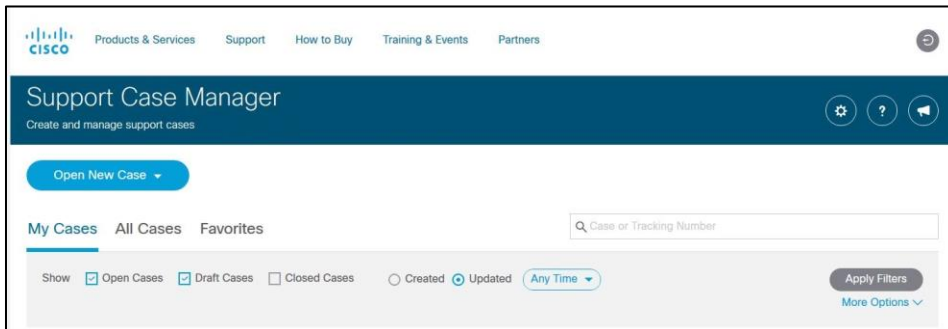 CISCO Products & Services Support How to Buy Training & Events Partners
Support Case Manager
Create and manage support cases
?
Open New Case
My Cases All Cases Favorites
Case or Tracking Number
Show Open Cases Draft Cases Closed Cases Created Updated Any Time Apply Filters
More Options